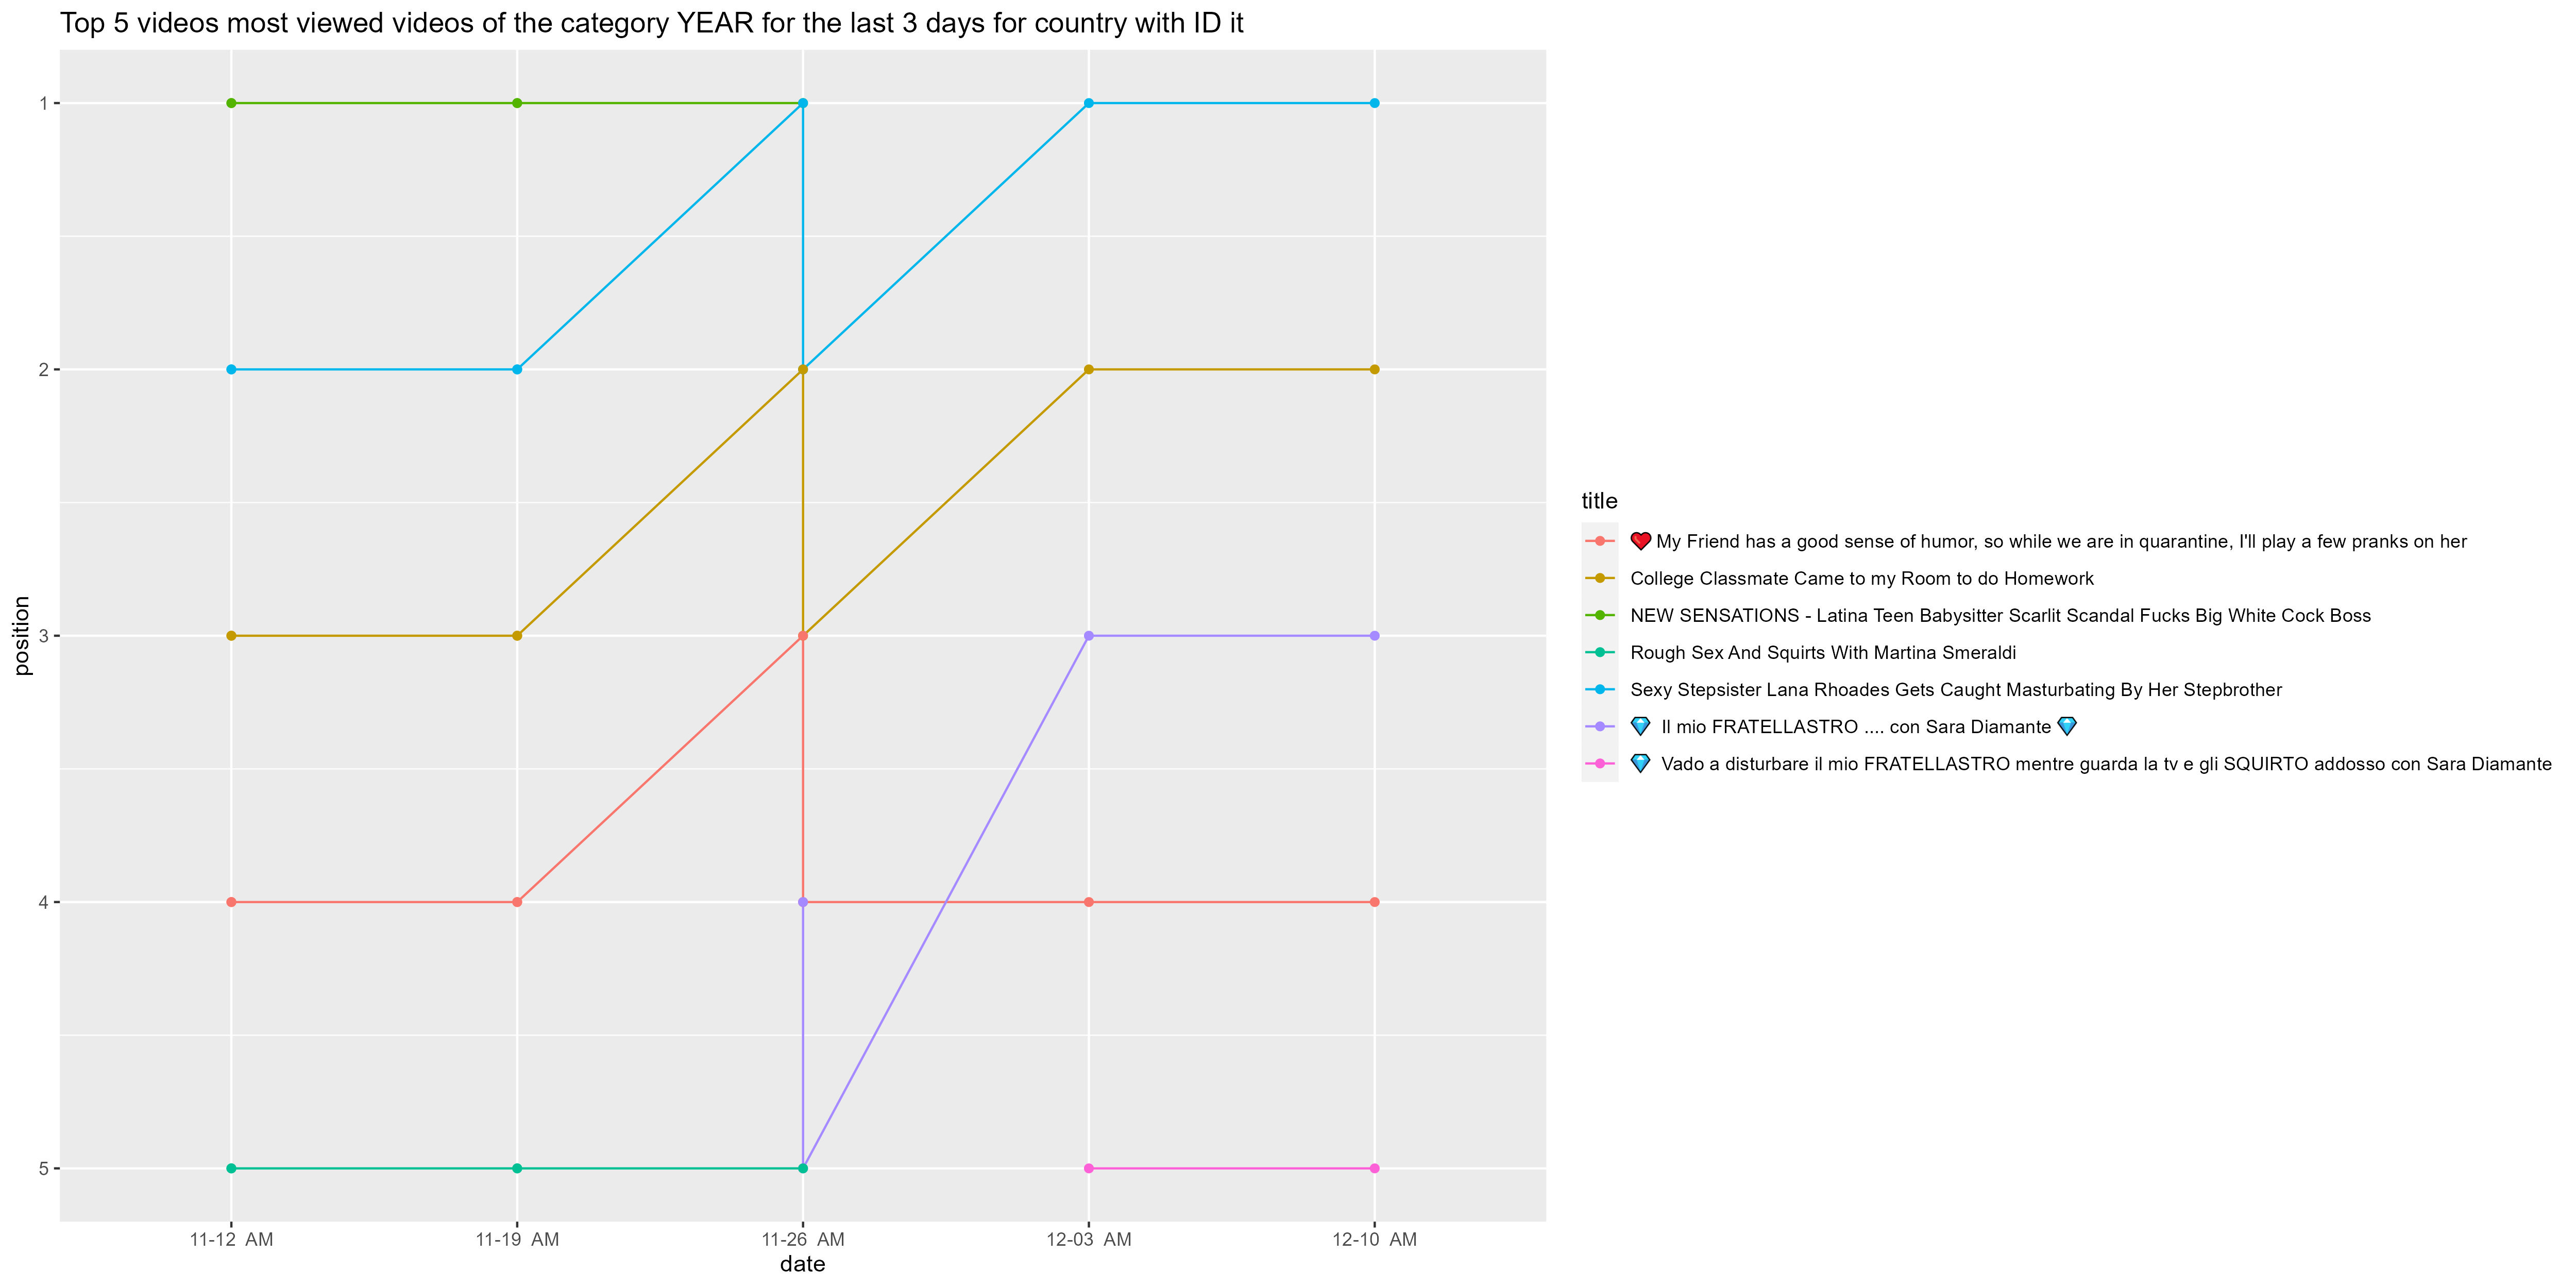 Top 5 videos most viewed videos of the category YEAR for the last 3 days for country with ID it
1
2
3
4
5
position
11-12 AM
11-19 AM
11-26 AM
12-03 AM
12-10 AM
date
title
❤️ My Friend has a good sense of humor, so while we are in quarantine, I'll play a few pranks on her
College Classmate Came to my Room to do Homework
NEW SENSATIONS - Latina Teen Babysitter Scarlit Scandal Fucks Big White Cock Boss
Rough Sex And Squirts With Martina Smeraldi
Sexy Stepsister Lana Rhoades Gets Caught Masturbating By Her Stepbrother
💎 Il mio FRATELLASTRO .... con Sara Diamante 💎
💎 Vado a disturbare il mio FRATELLASTRO mentre guarda la tv e gli SQUIRTO addosso con Sara Diamante